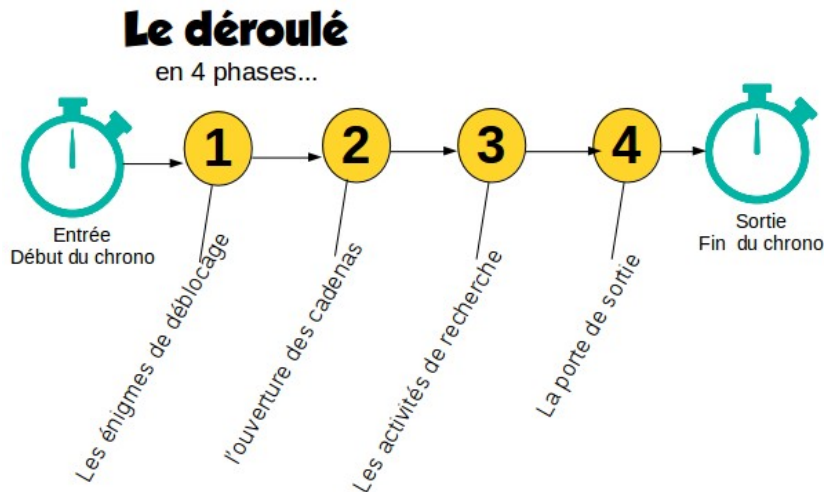 Le déroulé
en 4 phases...
1
2
3
4
Entrée
Début du chrono
Sortie
Fin du chrono
Les énigmes de déblocage
l'ouverture des cadenas
Les activités de recherche
La porte de sortie